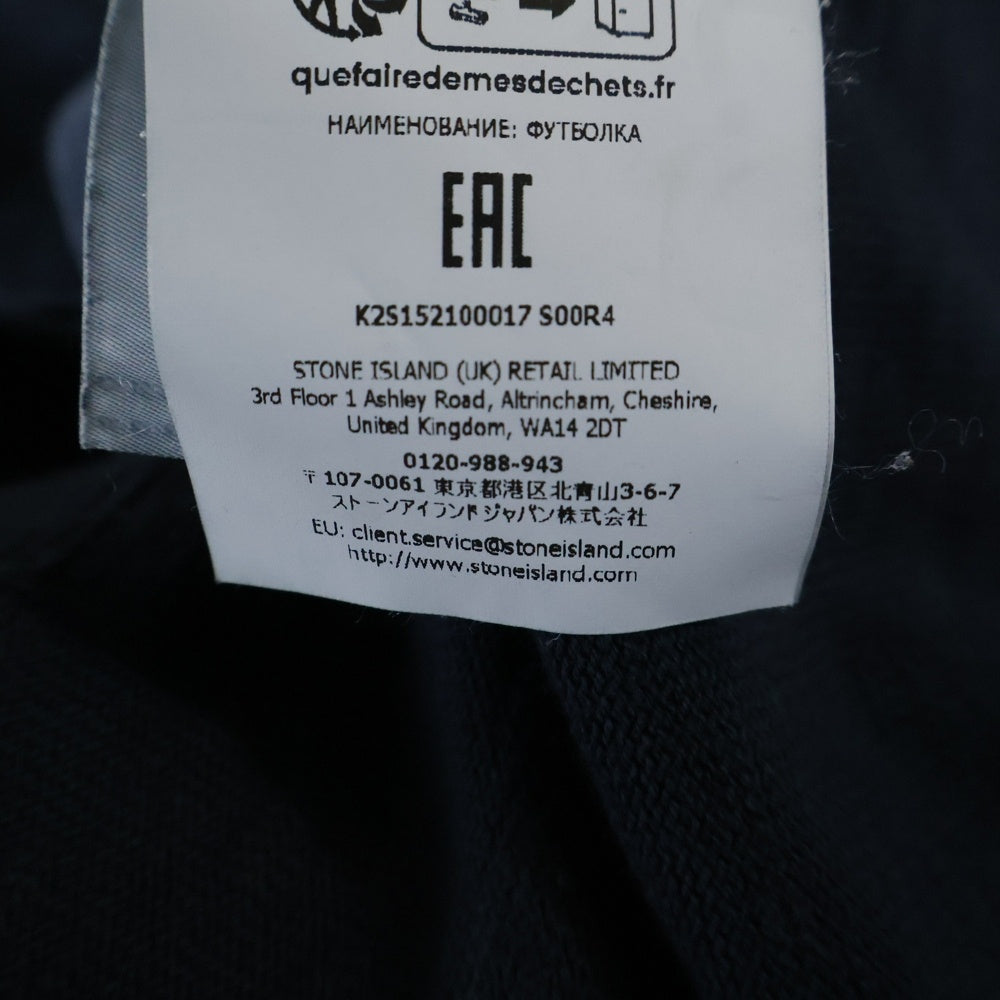 quefairedemesdechets.fr
НАИМЕНОВАНИЕ: ФУТБОЛКА
EAC
K2S152100017 S00R4
STONE ISLAND (UK) RETAIL LIMITED
3rd Floor 1 Ashley Road, Altrincham, Cheshire,
United Kingdom, WA14 2DT
0120-988-943
〒107-0061 東京都港区北青山3-6-7
ストーンアイランドジャパン株式会社
EU: client.service@stoneisland.com
http://www.stoneisland.com